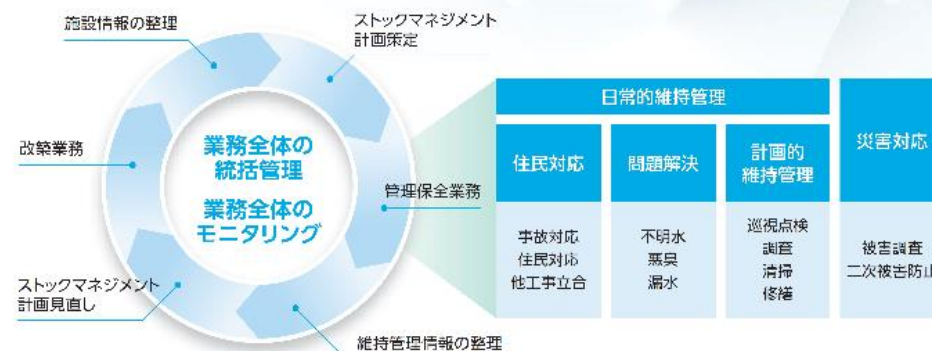 施設情報の整理
ストックマネジメント
計画策定
改築業務
業務全体の
統括管理
業務全体の
モニタリング
管理保全業務
ストックマネジメント
計画見直し
維持管理情報の整理
日常的維持管理
災害対応
住民対応
問題解決
計画的
維持管理
事故対応
住民対応
他工事立合
不明水
悪臭
漏水
巡視点検
調査
清掃
修繕
被害調査
二次被害防止